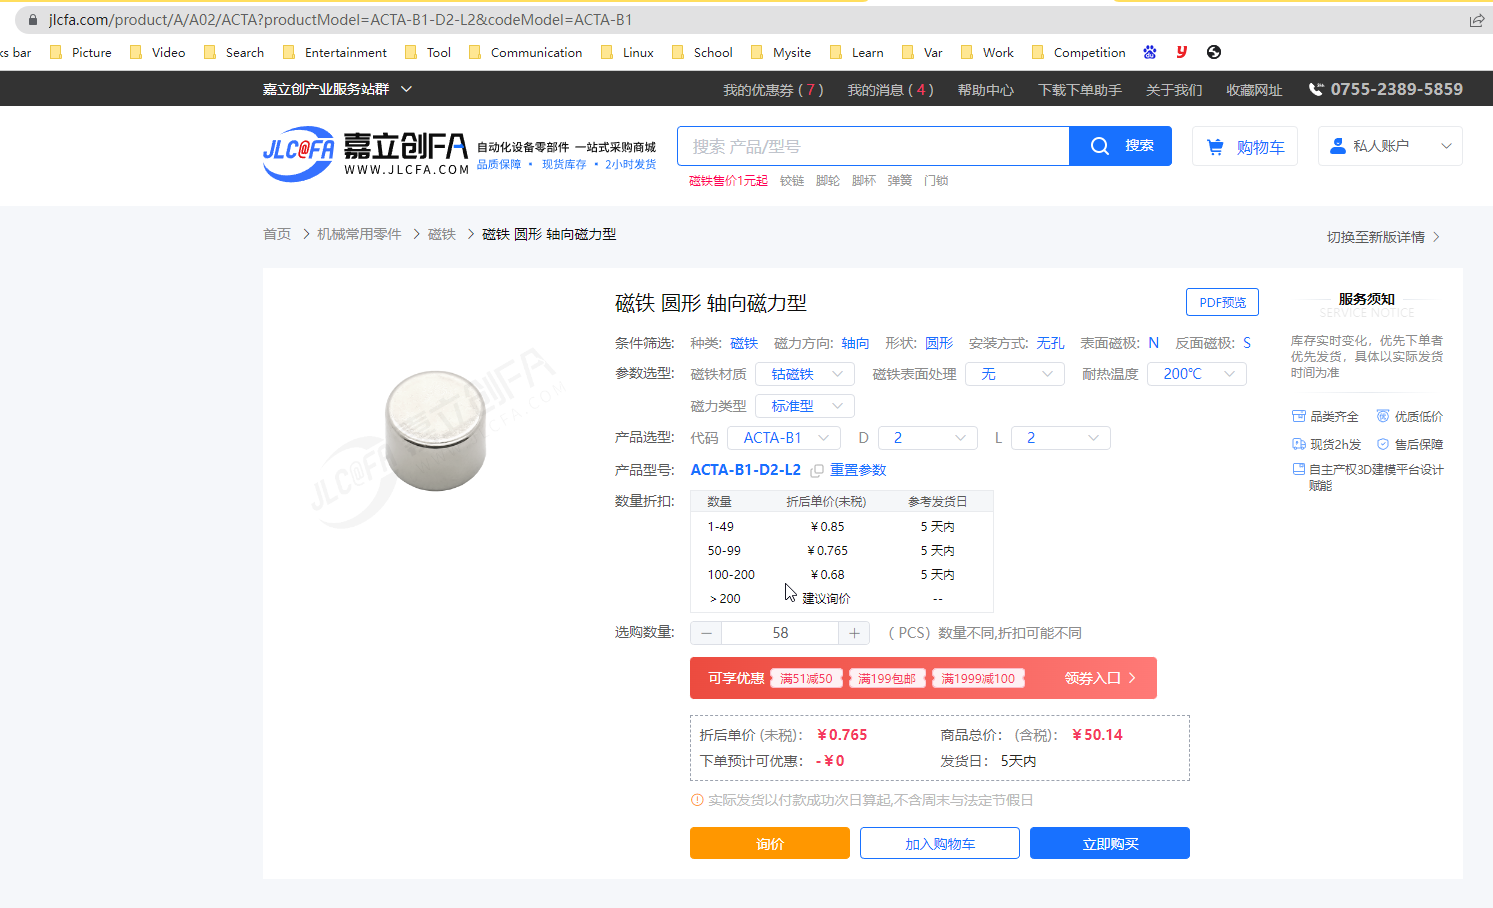 jlcfa.com/product/A/A02/ACTA?productModel=ACTA-B1-D2-L2&codeModel=ACTA-B1
ks bar Picture Video Search Entertainment Tool Communication Linux School Mysite Learn Var Work Competition
嘉立创产业服务站群 我的优惠券 ( 7 ) 我的消息 ( 4 ) 帮助中心 下载下单助手 关于我们 收藏网址 0755-2389-5859
JLC@FA 嘉立创FA 自动化设备零部件 一站式采购商城 搜索 产品/型号 搜索 购物车 私人账户
WWW.JLCFA.COM 品质保障 · 现货库存 · 2小时发货
磁铁售价1元起 铰链 脚轮 脚杯 弹簧 门锁
首页 > 机械常用零件 > 磁铁 > 磁铁 圆形 轴向磁力型 切换至新版详情 >
磁铁 圆形 轴向磁力型 PDF预览 服务须知
SERVICE NOTICE
条件筛选: 种类: 磁铁 磁力方向: 轴向 形状: 圆形 安装方式: 无孔 表面磁极: N 反面磁极: S
库存实时变化，优先下单者
优先发货，具体以实际发货
时间为准
参数选型: 磁铁材质 钴磁铁 磁铁表面处理 无 耐热温度 200℃
磁力类型 标准型
品类齐全 优质低价
产品选型: 代码 ACTA-B1 D 2 L 2
现货2h发 售后保障
产品型号: ACTA-B1-D2-L2 重置参数
自主产权3D建模平台设计
赋能
数量折扣: 数量 折后单价(未税) 参考发货日
1-49 ￥0.85 5 天内
50-99 ￥0.765 5 天内
100-200 ￥0.68 5 天内
> 200 建议询价 --
选购数量: － 58 ＋ ( PCS) 数量不同,折扣可能不同
可享优惠 满51减50 满199包邮 满1999减100 领券入口 >
折后单价 (未税)： ￥0.765 商品总价： (含税)： ￥50.14
下单预计可优惠： -￥0 发货日： 5天内
实际发货以付款成功次日算起,不含周末与法定节假日
询价 加入购物车 立即购买
JLC@FA 嘉立创FA
WWW.JLCFA.COM